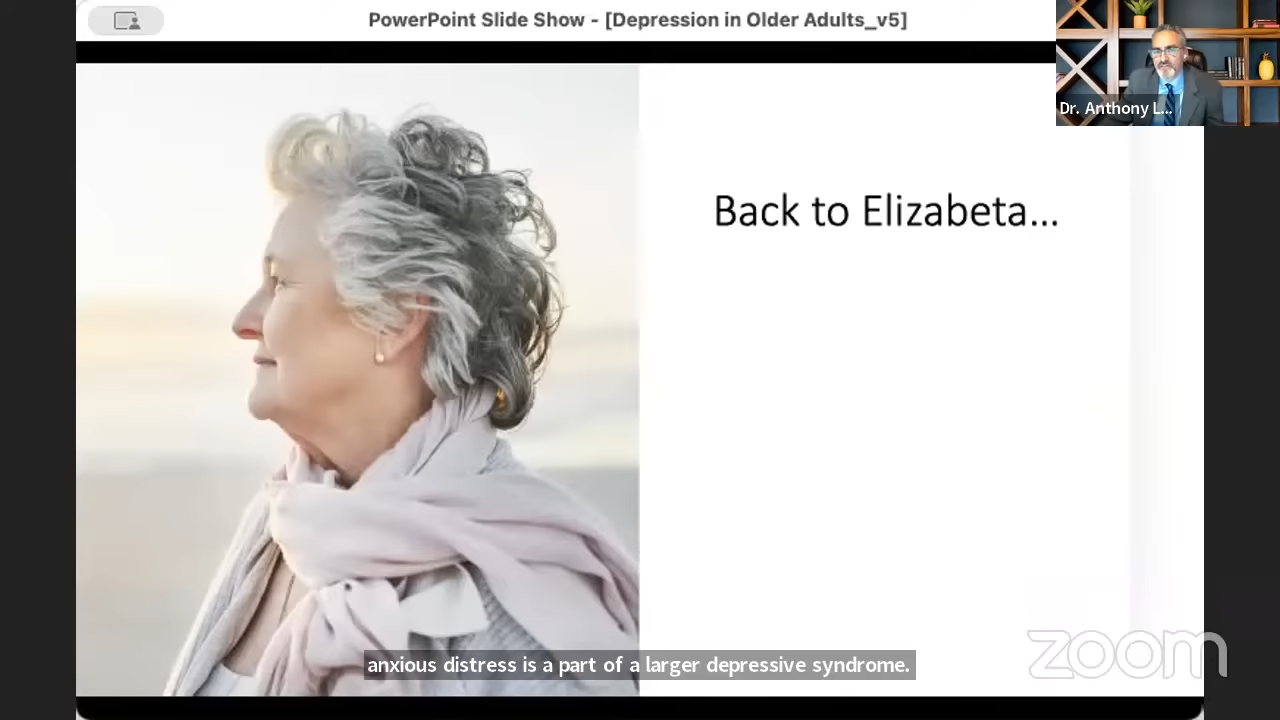 PowerPoint Slide Show - [Depression in Older Adults_v5]
Dr. Anthony L...
Back to Elizabeta...
anxious distress is a part of a larger depressive syndrome.
zoom